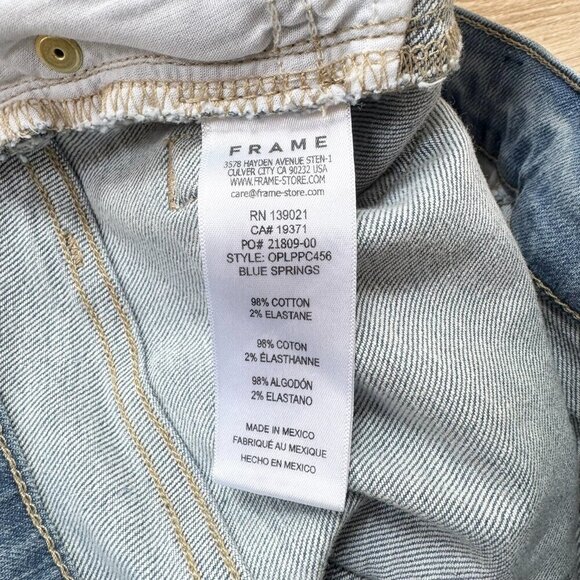 FRAME
3578 HAYDEN AVENUE STEN-1
CULVER CITY CA 90232 USA
WWW.FRAME-STORE.COM
care@frame-store.com
RN 139021
CA# 19371
PO# 21809-00
STYLE: OPLPPC456
BLUE SPRINGS
98% COTTON
2% ELASTANE
98% COTON
2% ÉLASTHANNE
98% ALGODÓN
2% ELASTANO
MADE IN MEXICO
FABRIQUÉ AU MEXIQUE
HECHO EN MEXICO